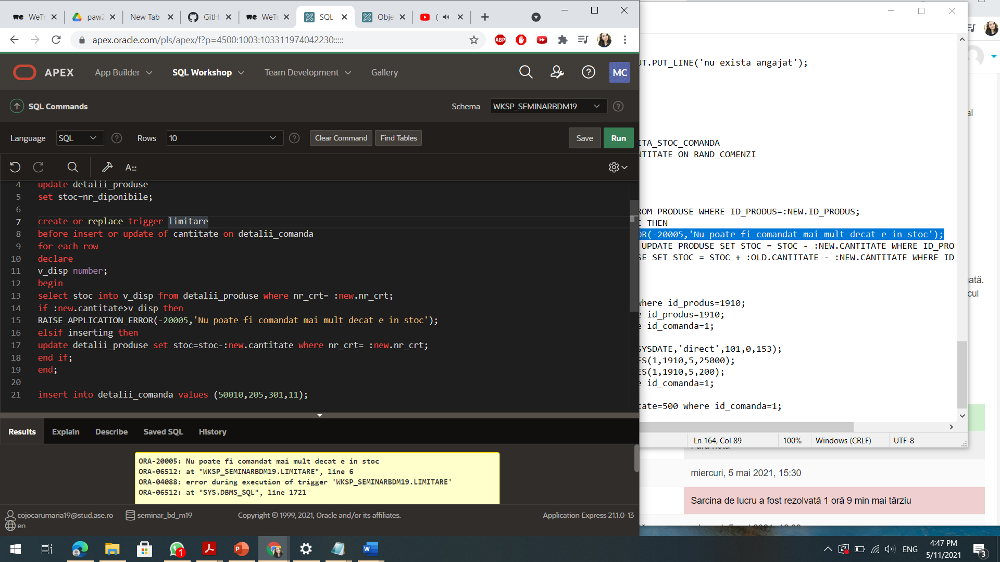 WeTr
paw2
New Tab
GitH
WeTr
SQL
Obje
(
apex.oracle.com/pls/apex/f?p=4500:1003:103311974042230:::::
ABP
APEX
App Builder
SQL Workshop
Team Development
Gallery
MC
SQL Commands
Schema
WKSP_SEMINARBDM19
Language
SQL
Rows
10
Clear Command
Find Tables
Save
Run
4 update detalii_produse
5 set stoc=nr_diponibile;
6
7 create or replace trigger limitare
8 before insert or update of cantitate on detalii_comanda
9 for each row
10 declare
11 v_disp number;
12 begin
13 select stoc into v_disp from detalii_produse where nr_crt= :new.nr_crt;
14 if :new.cantitate>v_disp then
15 RAISE_APPLICATION_ERROR(-20005,'Nu poate fi comandat mai mult decat e in stoc');
16 elsif inserting then
17 update detalii_produse set stoc=stoc-:new.cantitate where nr_crt= :new.nr_crt;
18 end if;
19 end;
20
21 insert into detalii_comanda values (50010,205,301,11);
Results
Explain
Describe
Saved SQL
History
ORA-20005: Nu poate fi comandat mai mult decat e in stoc
ORA-06512: at "WKSP_SEMINARBDM19.LIMITARE", line 6
ORA-04088: error during execution of trigger 'WKSP_SEMINARBDM19.LIMITARE'
ORA-06512: at "SYS.DBMS_SQL", line 1721
cojocarumaria19@stud.ase.ro
seminar_bd_m19
Copyright © 1999, 2021, Oracle and/or its affiliates.
Application Express 21.1.0-13
en
UT.PUT_LINE('nu exista angajat');
ITA_STOC_COMANDA
NTITATE ON RAND_COMENZI
ROM PRODUSE WHERE ID_PRODUS=:NEW.ID_PRODUS;
C THEN
OR(-20005,'Nu poate fi comandat mai mult decat e in stoc');
UPDATE PRODUSE SET STOC = STOC - :NEW.CANTITATE WHERE ID_PRO
SE SET STOC = STOC + :OLD.CANTITATE - :NEW.CANTITATE WHERE ID_
where id_produs=1910;
e id_produs=1910;
e id_comanda=1;
SYSDATE,'direct',101,0,153);
ES(1,1910,5,25000);
ES(1,1910,5,200);
e id_comanda=1;
tate=500 where id_comanda=1;
Ln 164, Col 89
100%
Windows (CRLF)
UTF-8
al
gată.
cul
miercuri, 5 mai 2021, 15:30
Sarcina de lucru a fost rezolvată 1 oră 9 min mai târziu
1
ENG
4:47 PM
5/11/2021
3